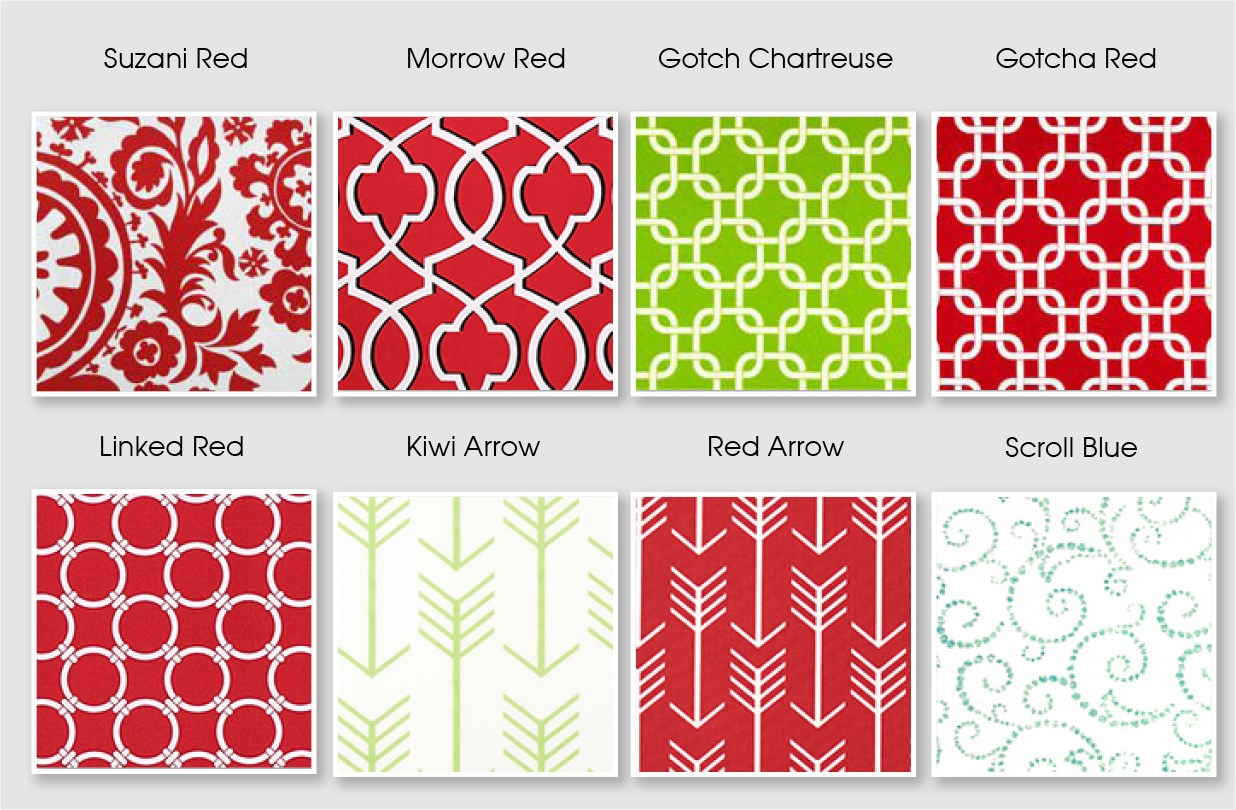 Suzani Red
Morrow Red
Gotch Chartreuse
Gotcha Red
Linked Red
Kiwi Arrow
Red Arrow
Scroll Blue